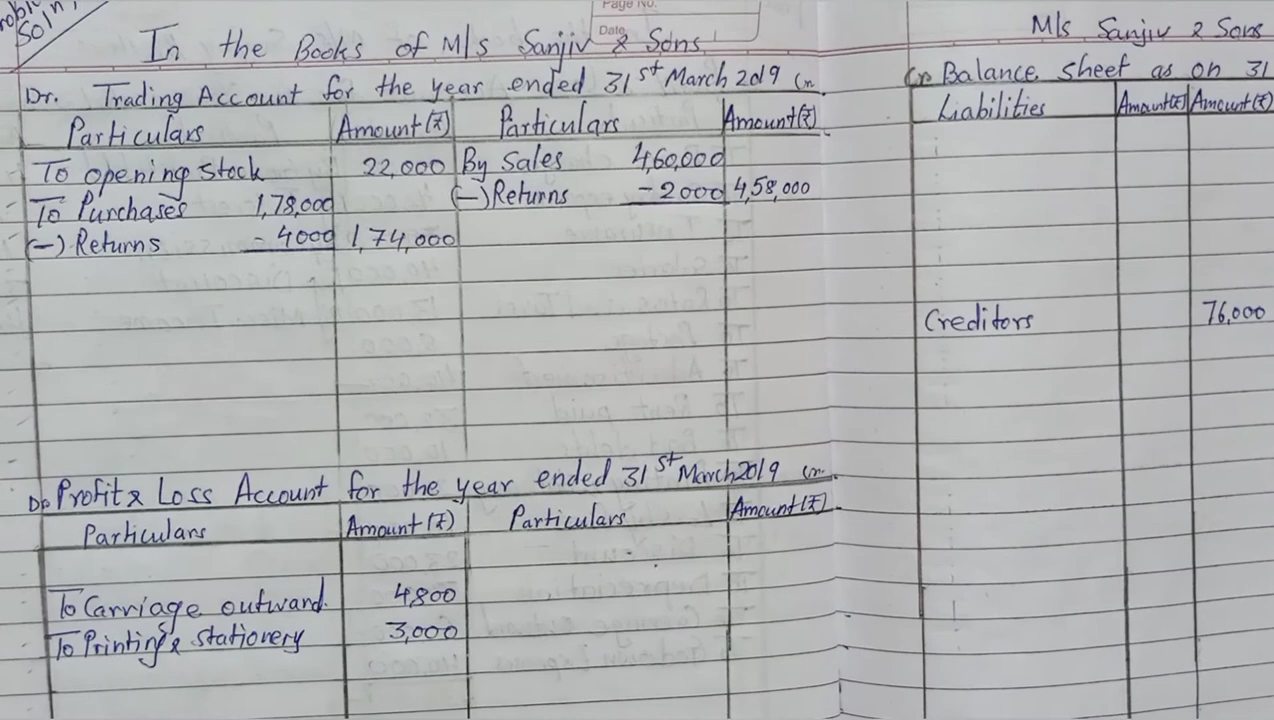 Soln
Page No.
Date
In the Books of M/s Sanjiv & Sons
Dr. Trading Account for the year ended 31st March 2019 Cr.
Particulars Amount (₹) Particulars Amount (₹)
To opening stock 22,000 By Sales 4,60,000
To Purchases 1,78,000 (-) Returns - 2000 4,58,000
(-) Returns - 4000 1,74,000
Dr. Profit & Loss Account for the year ended 31st March 2019 Cr.
Particulars Amount (₹) Particulars Amount (₹)
To Carriage outward. 4,800
To Printing & stationery 3,000
M/s Sanjiv & Sons
Balance Sheet as on 31
Liabilities Amount(₹) Amount(₹)
Creditors 76,000